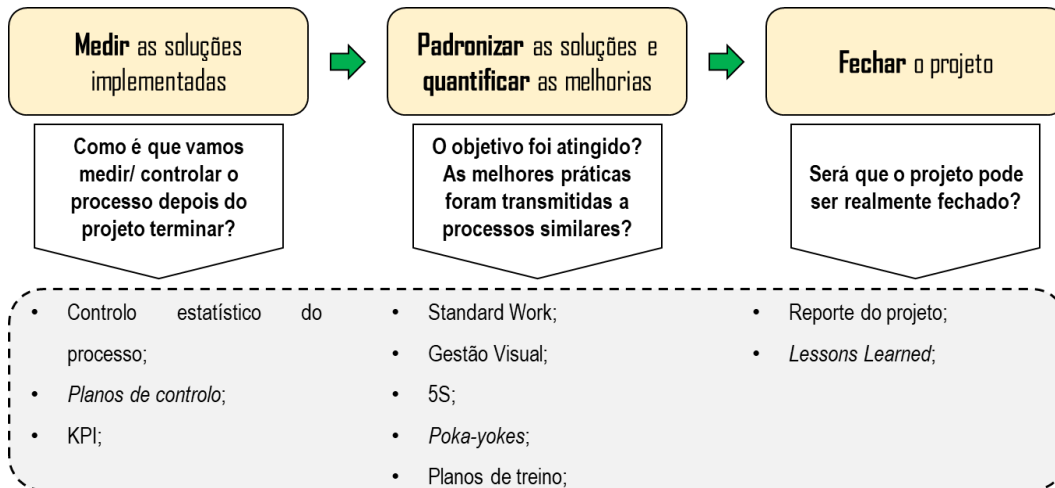 Medir as soluções
implementadas
Padronizar as soluções e
quantificar as melhorias
Fechar o projeto
Como é que vamos
medir/ controlar o
processo depois do
projeto terminar?
O objetivo foi atingido?
As melhores práticas
foram transmitidas a
processos similares?
Será que o projeto pode
ser realmente fechado?
• Controlo estatístico do
processo;
• Planos de controlo;
• KPI;
• Standard Work;
• Gestão Visual;
• 5S;
• Poka-yokes;
• Planos de treino;
• Reporte do projeto;
• Lessons Learned;